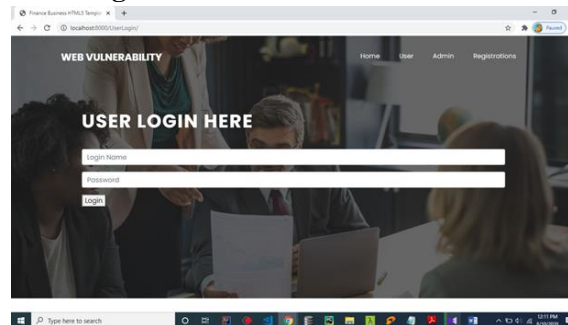 Finance Business HTML5 Templa
localhost:8000/UserLogin/
Paused
WEB VULNERABILITY
Home User Admin Registrations
USER LOGIN HERE
Login Name
Password
Login
Type here to search
12:11 PM